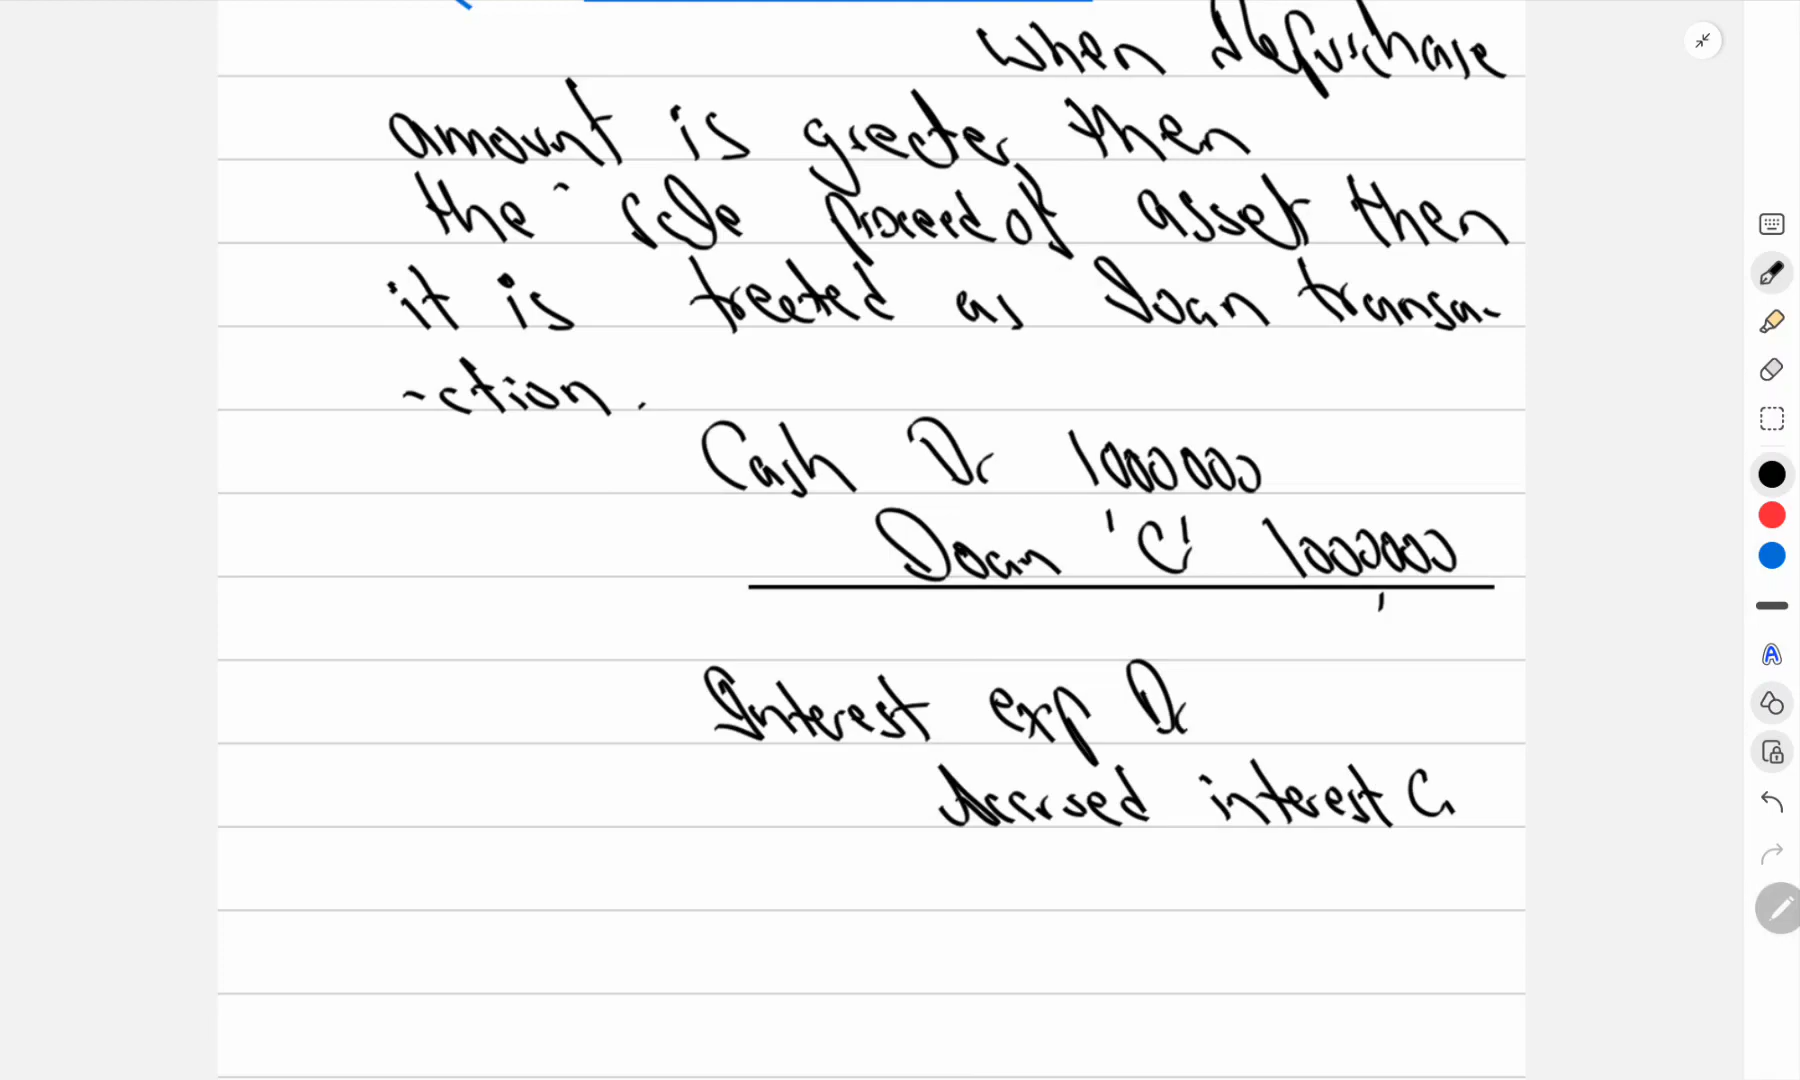 when Repurchase
amount is greater then
the sale proceed of asset then
it is treated as loan transa-
-ction.
Cash Dr 1000000
Loan 'Cr' 1000000
Interest exp Dr
Accrued interest Cr